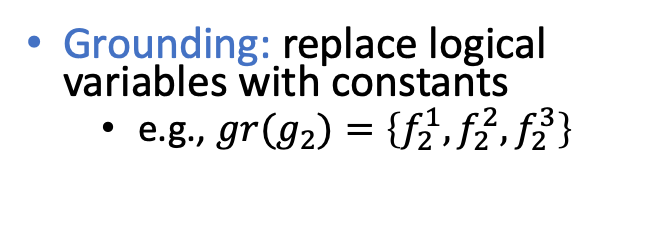 • Grounding: replace logical
variables with constants
• e.g., 𝑔𝑟(𝑔₂) = {𝑓₂¹, 𝑓₂², 𝑓₂³}